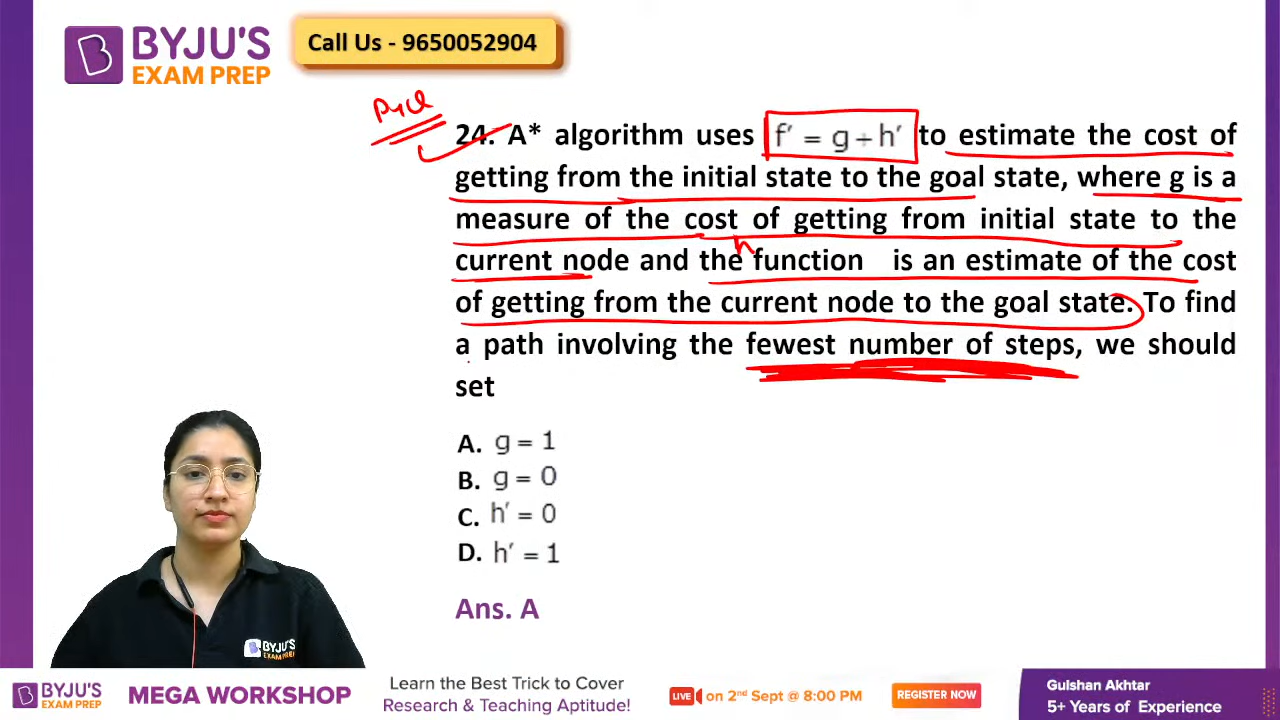 BYJU'S
EXAM PREP
Call Us - 9650052904
PYQ
24. A* algorithm uses f' = g ÷ h' to estimate the cost of
getting from the initial state to the goal state, where g is a
measure of the cost of getting from initial state to the
h
current node and the function is an estimate of the cost
of getting from the current node to the goal state. To find
a path involving the fewest number of steps, we should
set
A. g = 1
B. g = 0
C. h' = 0
D. h' = 1
Ans. A
BYJU'S
EXAM PREP
BYJU'S
EXAM PREP
MEGA WORKSHOP
Learn the Best Trick to Cover
Research & Teaching Aptitude!
LIVE on 2nd Sept @ 8:00 PM
REGISTER NOW
Gulshan Akhtar
5+ Years of Experience